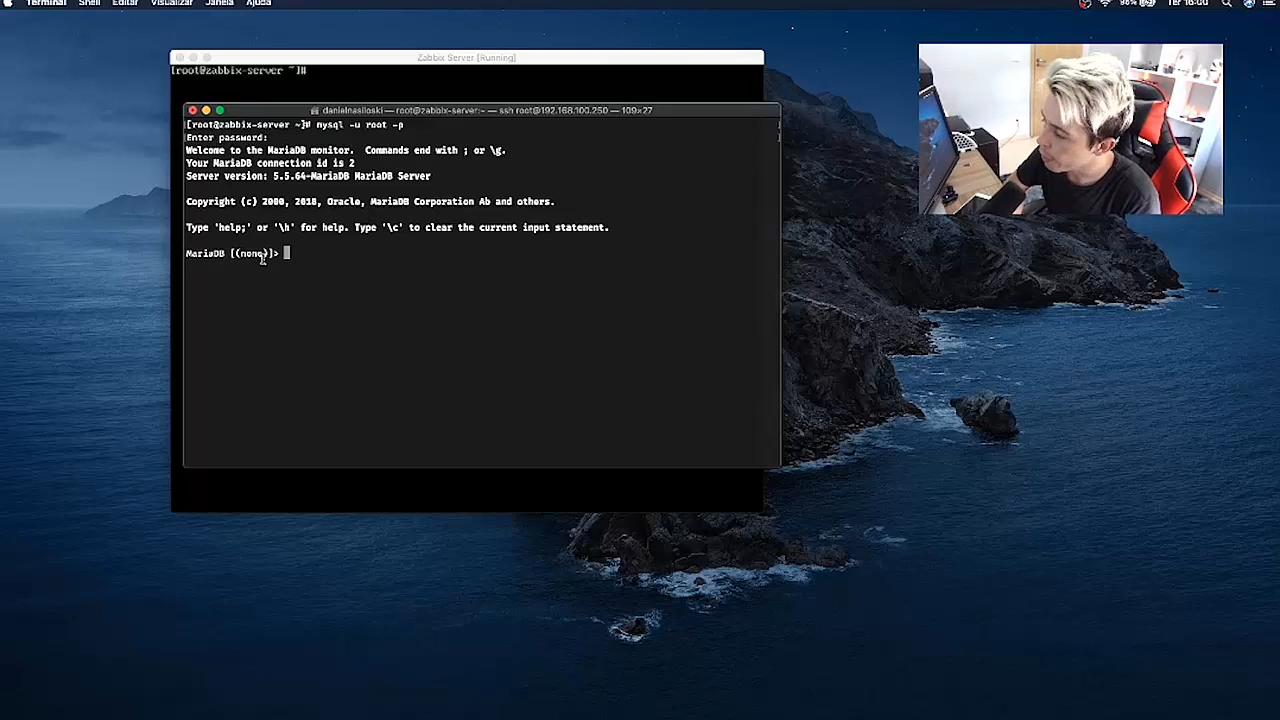 Terminal Shell Editar Visualizar Janela Ajuda
98% Ter 16:00
Zabbix Server [Running]
[root@zabbix-server ~]#
danielnasiloski — root@zabbix-server:~ — ssh root@192.168.100.250 — 109×27
[root@zabbix-server ~]# mysql -u root -p
Enter password:
Welcome to the MariaDB monitor.  Commands end with ; or \g.
Your MariaDB connection id is 2
Server version: 5.5.64-MariaDB MariaDB Server
Copyright (c) 2000, 2018, Oracle, MariaDB Corporation Ab and others.
Type 'help;' or '\h' for help. Type '\c' to clear the current input statement.
MariaDB [(none)]>